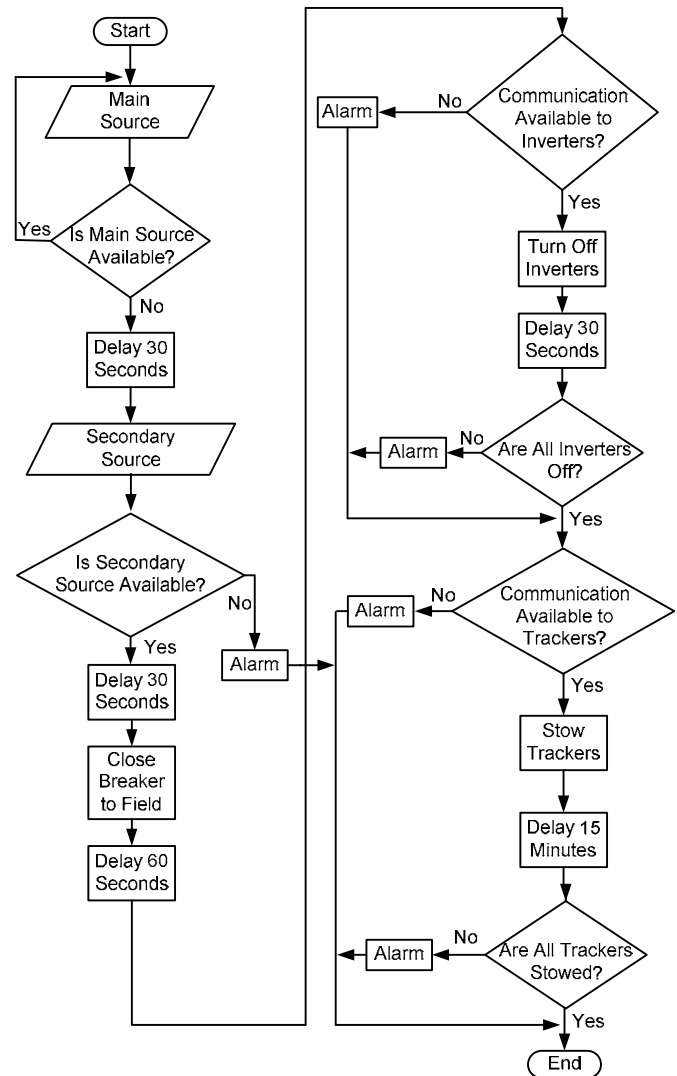 Start
Main
Source
Yes
Is Main Source
Available?
No
Delay 30
Seconds
Secondary
Source
Is Secondary
Source Available?
No
Alarm
Yes
Delay 30
Seconds
Close
Breaker
to Field
Delay 60
Seconds
Communication
Available to
Inverters?
No
Alarm
Yes
Turn Off
Inverters
Delay 30
Seconds
Are All Inverters
Off?
No
Alarm
Yes
Communication
Available to
Trackers?
No
Alarm
Yes
Stow
Trackers
Delay 15
Minutes
Are All Trackers
Stowed?
No
Alarm
Yes
End